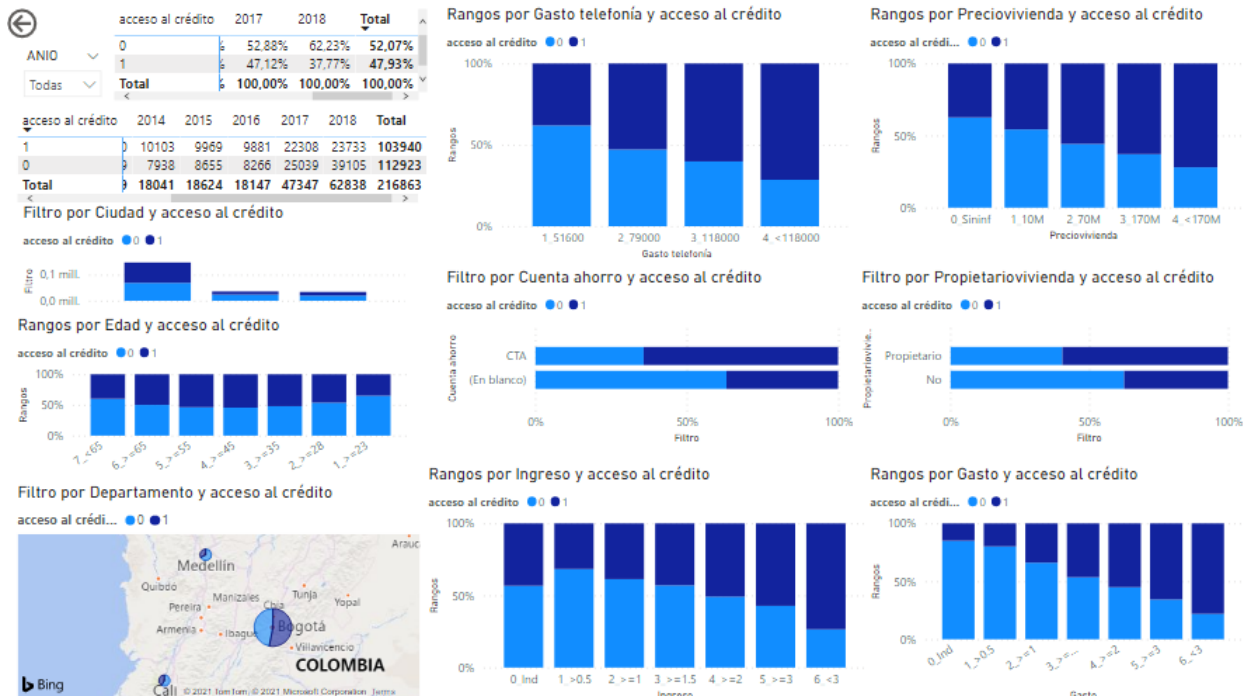 acceso al crédito 2017 2018 Total
0 % 52,88% 62,23% 52,07%
1 % 47,12% 37,77% 47,93%
Total % 100,00% 100,00% 100,00%
ANIO
Todas
acceso al crédito 2014 2015 2016 2017 2018 Total
1 10103 9969 9881 22308 23733 103940
0 7938 8655 8266 25039 39105 112923
Total 18041 18624 18147 47347 62838 216863
Filtro por Ciudad y acceso al crédito
acceso al crédito 0 1
Filtro
0,1 mill.
0,0 mill.
Rangos por Edad y acceso al crédito
acceso al crédito 0 1
Rangos
100%
50%
0%
7_<65 6_>=65 5_>=55 4_>=45 3_>=35 2_>=28 1_>=23
Filtro por Departamento y acceso al crédito
acceso al crédi... 0 1
Arauc
Medellín
Quibdó
Manizales
Tunja
Pereira
Chia
Yopal
Armenia
Ibagué
Bogotá
Villavicencio
COLOMBIA
Cali
Bing
© 2021 TomTom, © 2021 Microsoft Corporation Terms
Rangos por Gasto telefonía y acceso al crédito
acceso al crédito 0 1
Rangos
100%
50%
0%
1_51600 2_79000 3_118000 4_<118000
Gasto telefonía
Filtro por Cuenta ahorro y acceso al crédito
acceso al crédito 0 1
Cuenta ahorro
CTA
(En blanco)
0% 50% 100%
Filtro
Rangos por Ingreso y acceso al crédito
acceso al crédito 0 1
Rangos
100%
50%
0%
0_Ind 1_>0.5 2_>=1 3_>=1.5 4_>=2 5_>=3 6_<3
Ingreso
Rangos por Preciovivienda y acceso al crédito
acceso al crédi... 0 1
Rangos
100%
50%
0%
0_Sininf 1_10M 2_70M 3_170M 4_<170M
Preciovivienda
Filtro por Propietariovivienda y acceso al crédito
acceso al crédito 0 1
Propietariovivie..
Propietario
No
0% 50% 100%
Filtro
Rangos por Gasto y acceso al crédito
acceso al crédi... 0 1
Rangos
100%
50%
0%
0_Ind 1_>0.5 2_>=1 3_>=... 4_>=2 5_>=3 6_<3
Gasto